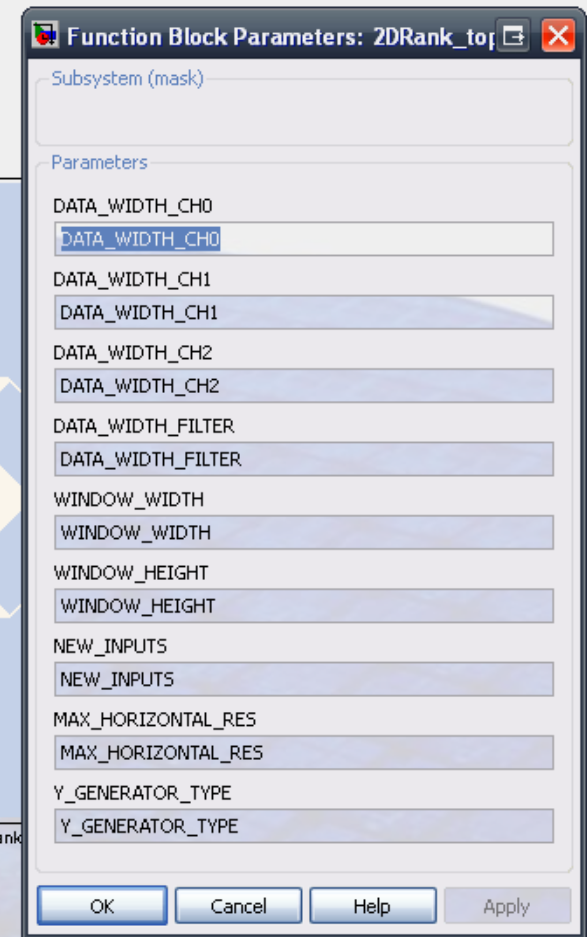 Function Block Parameters: 2DRank_top
Subsystem (mask)
Parameters
DATA_WIDTH_CH0
DATA_WIDTH_CH0
DATA_WIDTH_CH1
DATA_WIDTH_CH1
DATA_WIDTH_CH2
DATA_WIDTH_CH2
DATA_WIDTH_FILTER
DATA_WIDTH_FILTER
WINDOW_WIDTH
WINDOW_WIDTH
WINDOW_HEIGHT
WINDOW_HEIGHT
NEW_INPUTS
NEW_INPUTS
MAX_HORIZONTAL_RES
MAX_HORIZONTAL_RES
Y_GENERATOR_TYPE
Y_GENERATOR_TYPE
OK Cancel Help Apply